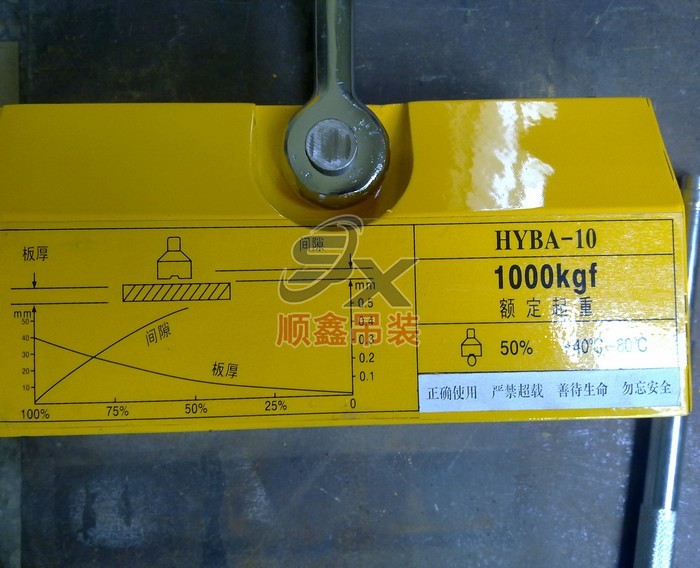 HYBA-10
1000kgf
额定起重
50% +40℃-80℃
正确使用 严禁超载 善待生命 勿忘安全
板厚
间隙
mm
50
40
30
20
10
mm
0.5
0.4
0.3
0.2
0.1
间隙
板厚
100% 75% 50% 25% 0
SX
顺鑫吊装